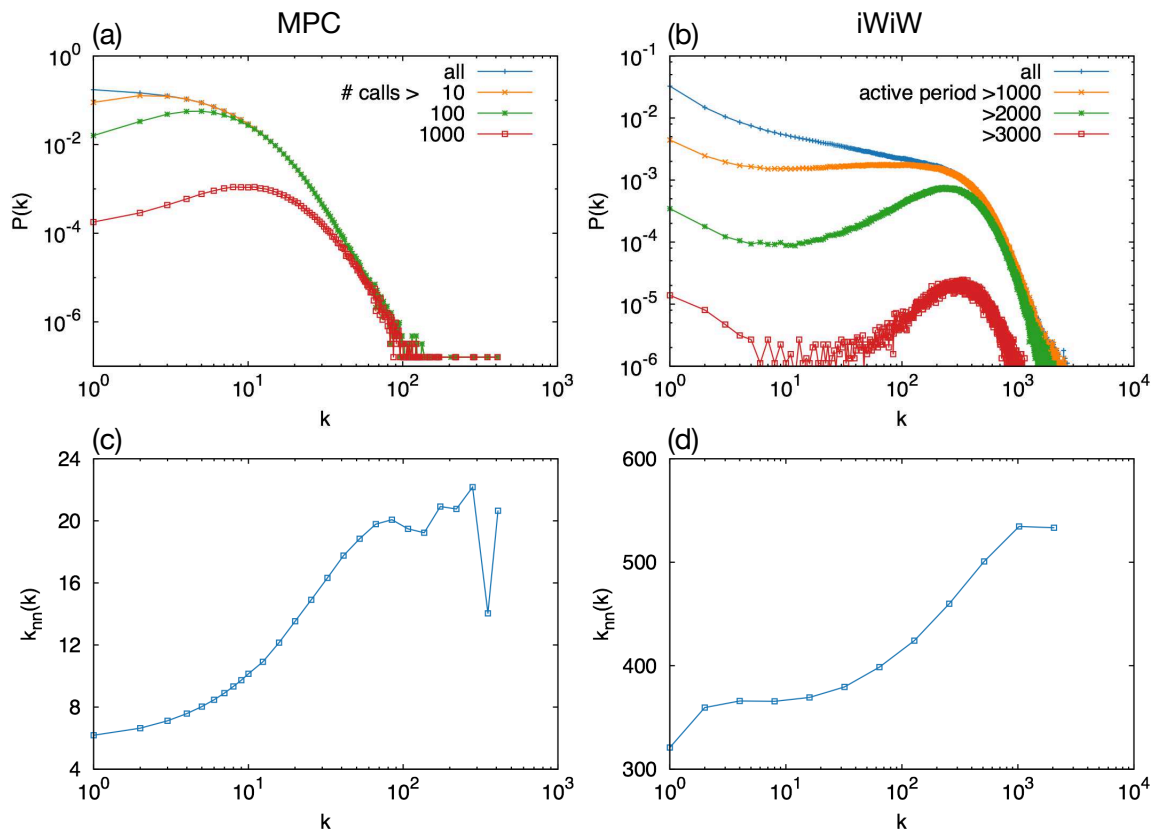 MPC
iWiW
(a)
(b)
10^0
10^-2
10^-4
10^-6
P(k)
all
# calls > 10
100
1000
10^0 10^1 10^2 10^3
k
10^-1
10^-2
10^-3
10^-4
10^-5
10^-6
P(k)
all
active period >1000
>2000
>3000
10^0 10^1 10^2 10^3 10^4
k
(c)
(d)
24
20
16
12
8
4
k_nn(k)
10^0 10^1 10^2 10^3
k
600
500
400
300
k_nn(k)
10^0 10^1 10^2 10^3 10^4
k